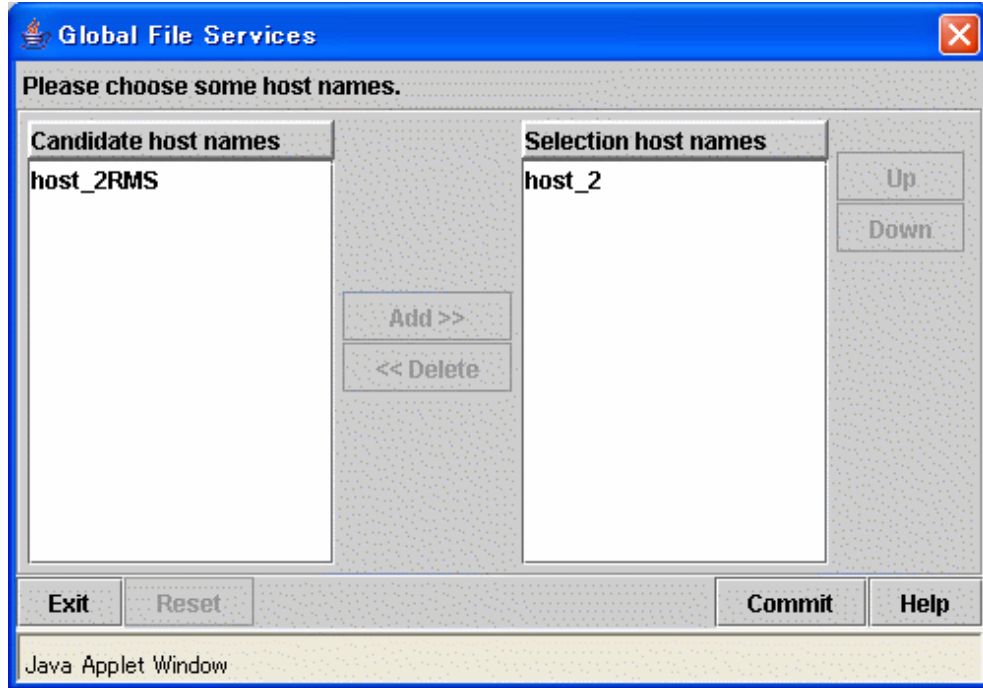 Global File Services
Please choose some host names.
Candidate host names
host_2RMS
Add >>
<< Delete
Selection host names
host_2
Up
Down
Exit
Reset
Commit
Help
Java Applet Window